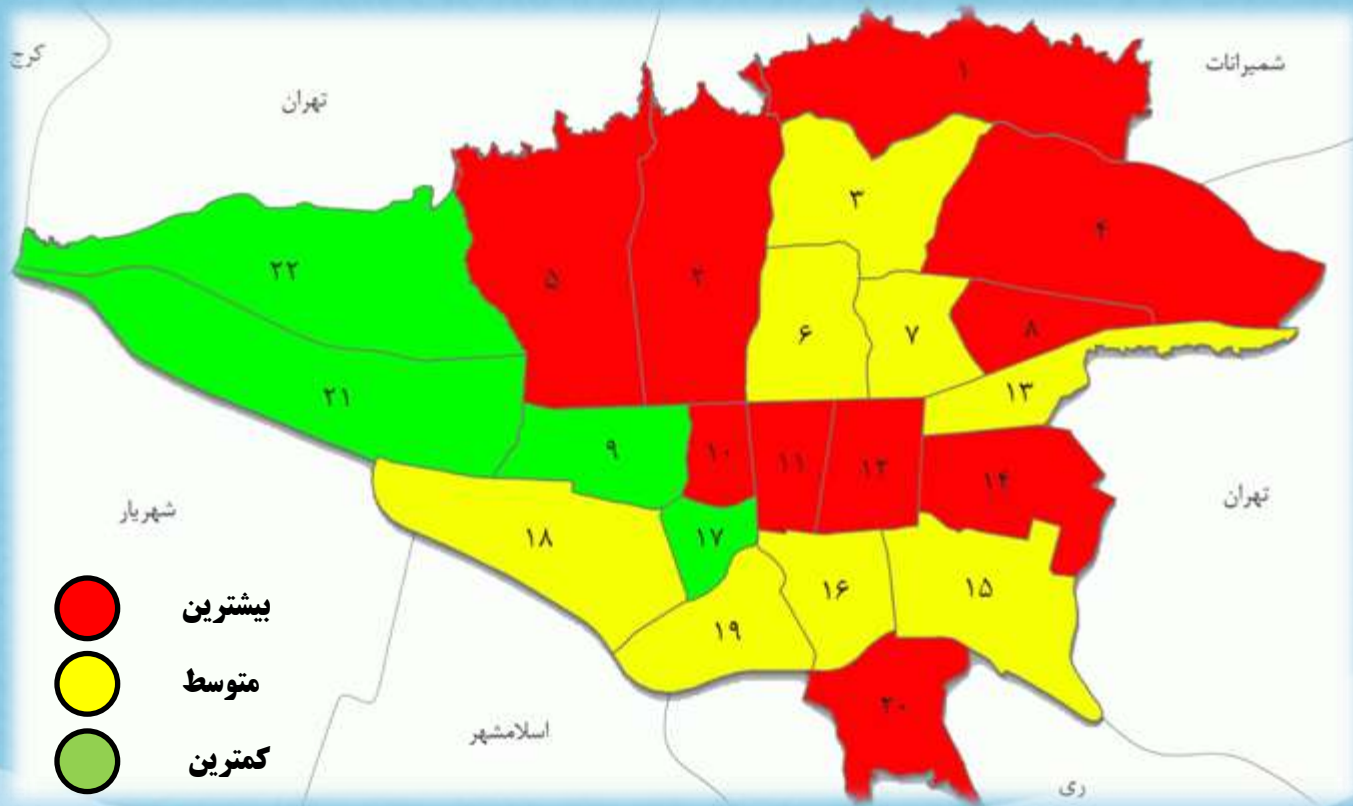 کرج
تهران
شمیرانات
۱
۳
۴
۲۲
۵
۲
۶
۷
۸
۱۳
۲۱
۹
۱۰
۱۱
۱۲
۱۴
تهران
شهریار
۱۸
۱۷
۱۶
۱۵
۱۹
بیشترین
متوسط
کمترین
۲۰
اسلامشهر
ری